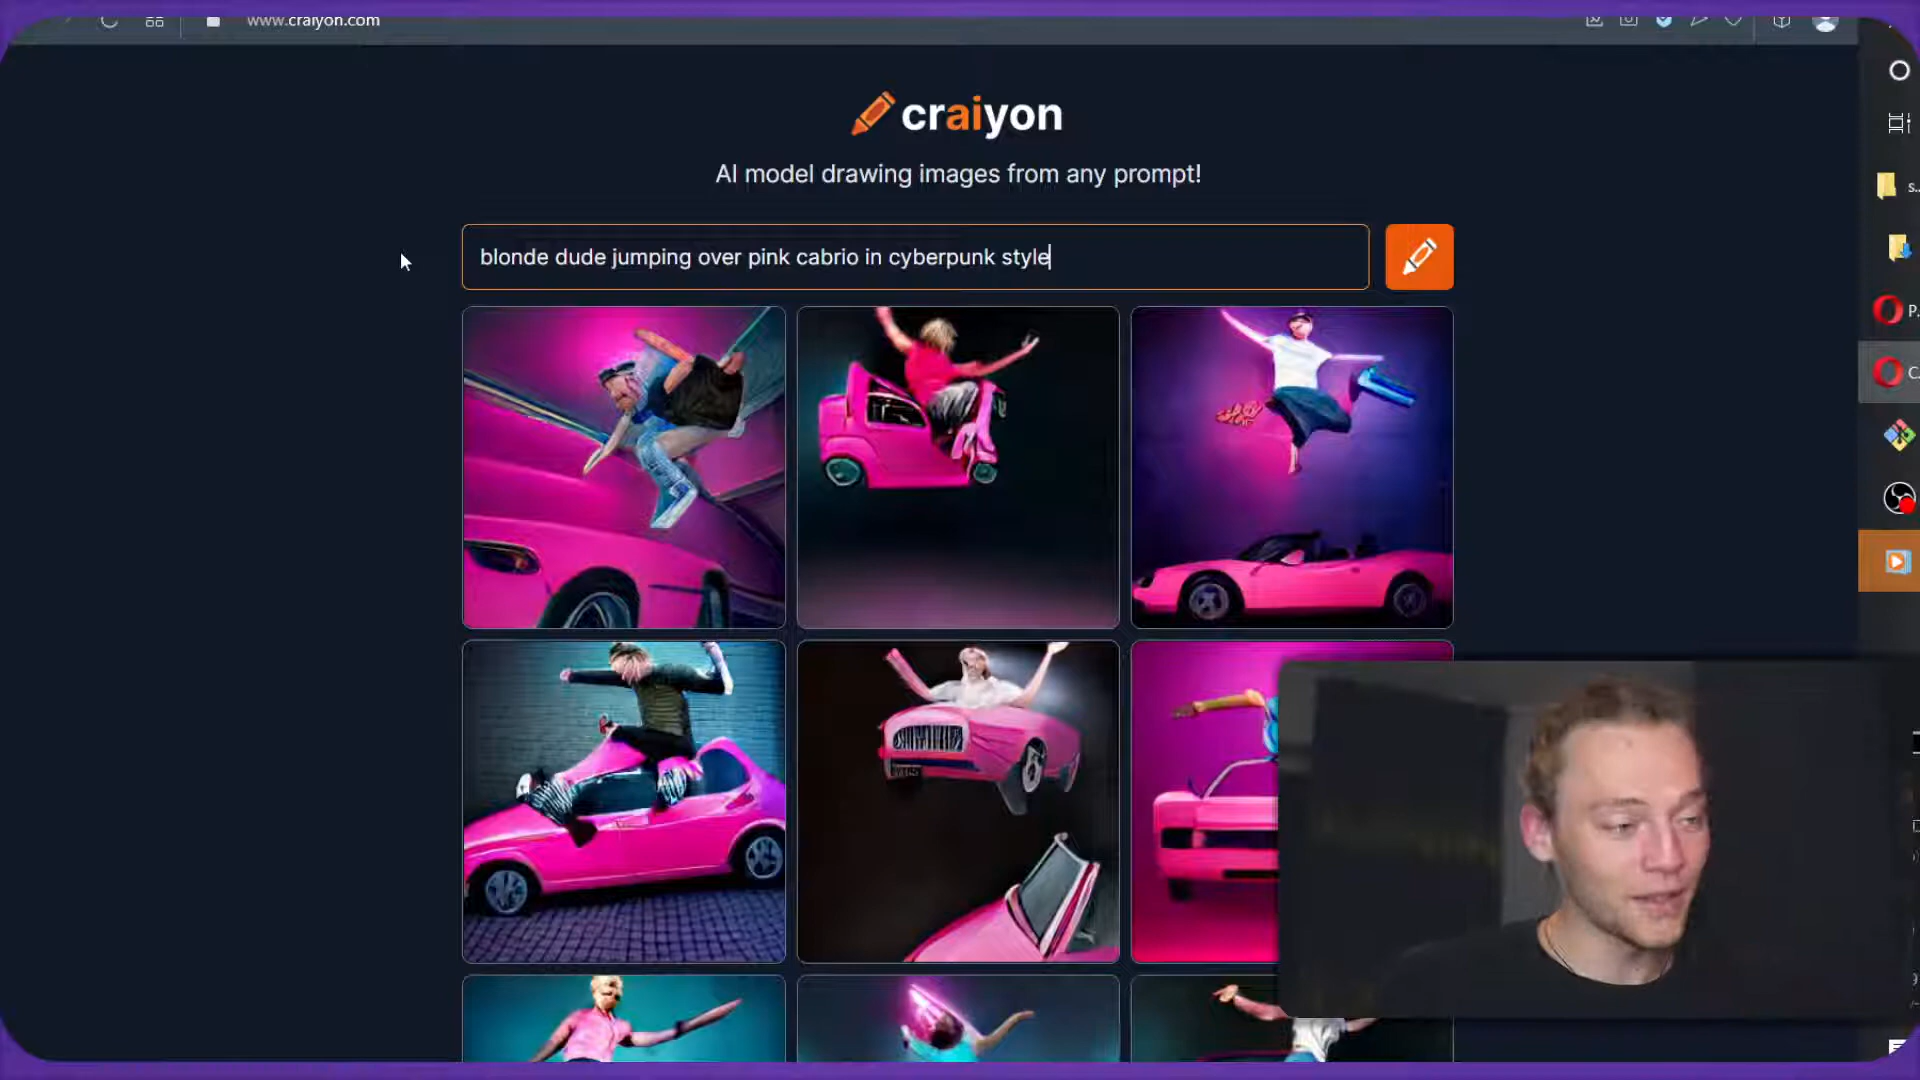 www.craiyon.com
craiyon
AI model drawing images from any prompt!
blonde dude jumping over pink cabrio in cyberpunk style
s..
P..
C..